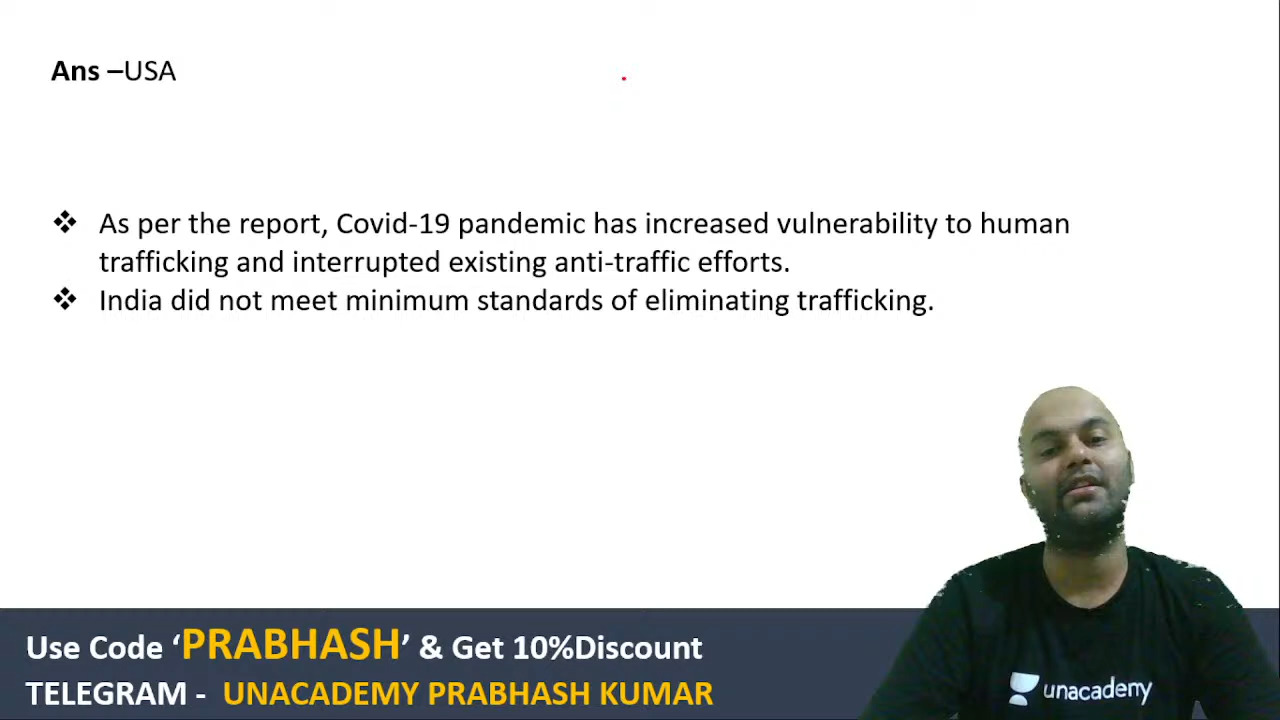 Ans –USA
❖ As per the report, Covid-19 pandemic has increased vulnerability to human
trafficking and interrupted existing anti-traffic efforts.
❖ India did not meet minimum standards of eliminating trafficking.
Use Code ‘PRABHASH’ & Get 10%Discount
TELEGRAM - UNACADEMY PRABHASH KUMAR
unacademy